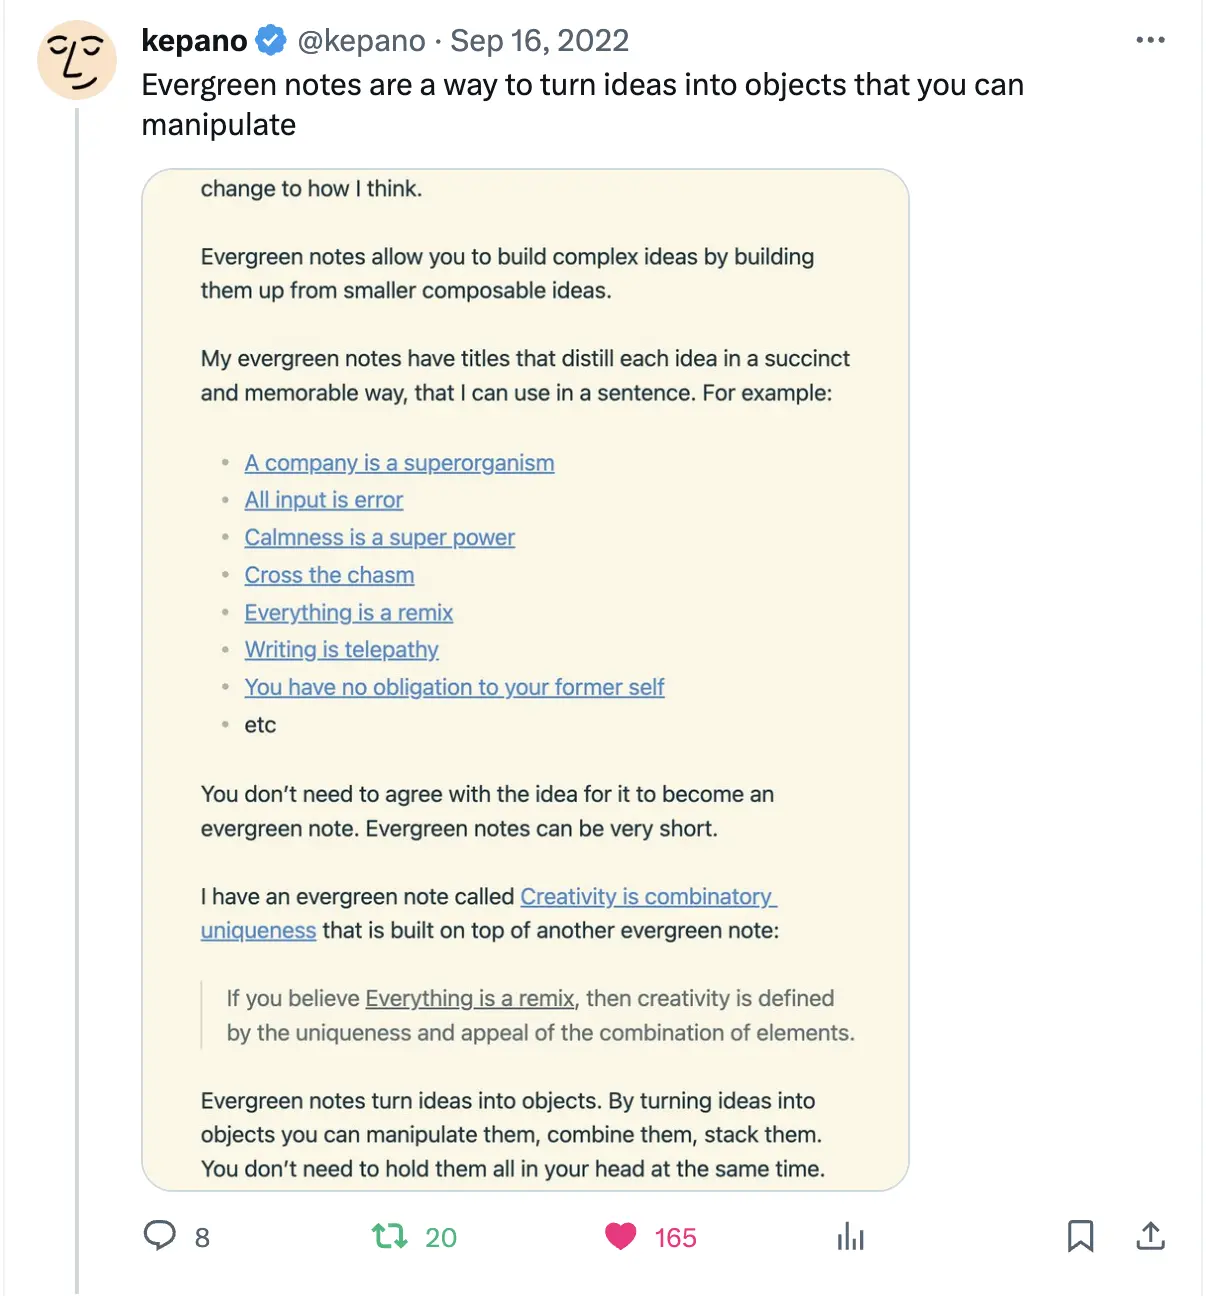 kepano @kepano · Sep 16, 2022
Evergreen notes are a way to turn ideas into objects that you can
manipulate
change to how I think.
Evergreen notes allow you to build complex ideas by building
them up from smaller composable ideas.
My evergreen notes have titles that distill each idea in a succinct
and memorable way, that I can use in a sentence. For example:
• A company is a superorganism
• All input is error
• Calmness is a super power
• Cross the chasm
• Everything is a remix
• Writing is telepathy
• You have no obligation to your former self
• etc
You don’t need to agree with the idea for it to become an
evergreen note. Evergreen notes can be very short.
I have an evergreen note called Creativity is combinatory
uniqueness that is built on top of another evergreen note:
If you believe Everything is a remix, then creativity is defined
by the uniqueness and appeal of the combination of elements.
Evergreen notes turn ideas into objects. By turning ideas into
objects you can manipulate them, combine them, stack them.
You don’t need to hold them all in your head at the same time.
8 20 165